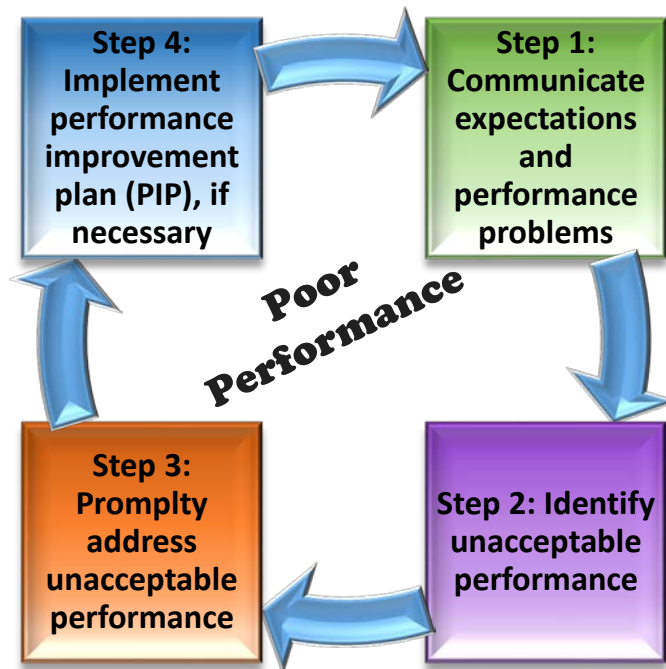 Step 1:
Communicate
expectations
and
performance
problems
Step 2: Identify
unacceptable
performance
Step 3:
Promplty
address
unacceptable
performance
Step 4:
Implement
performance
improvement
plan (PIP), if
necessary
Poor
Performance